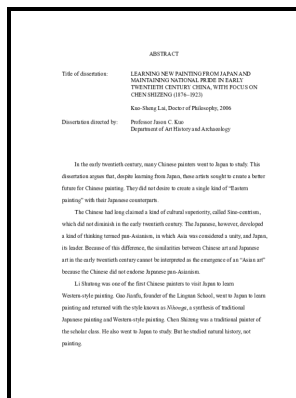 ABSTRACT
Title of dissertation: LEARNING NEW PAINTING FROM JAPAN AND
MAINTAINING NATIONAL PRIDE IN EARLY
TWENTIETH CENTURY CHINA, WITH FOCUS ON
CHEN SHIZENG (1876-1923)
Kuo-Sheng Lai, Doctor of Philosophy, 2006
Dissertation directed by: Professor Jason C. Kuo
Department of Art History and Archaeology
In the early twentieth century, many Chinese painters went to Japan to study. This
dissertation argues that, despite learning from Japan, these artists sought to create a better
future for Chinese painting. They did not desire to create a single kind of "Eastern
painting" with their Japanese counterparts.
The Chinese had long claimed a kind of cultural superiority, called Sino-centrism,
which did not diminish in the early twentieth century. The Japanese, however, developed
a kind of thinking termed pan-Asianism, in which Asia was considered a unity, and Japan,
its leader. Because of this difference, the similarities between Chinese art and Japanese
art in the early twentieth century cannot be interpreted as the emergence of an "Asian art"
because the Chinese did not endorse Japanese pan-Asianism.
Li Shutong was one of the first Chinese painters to visit Japan to learn
Western-style painting. Gao Jianfu, founder of the Lingnan School, went to Japan to learn
painting and returned with the style known as Nihonga, a synthesis of traditional
Japanese painting and Western-style painting. Chen Shizeng was a traditional painter of
the scholar class. He also went to Japan to study. But he studied natural history, not
painting.